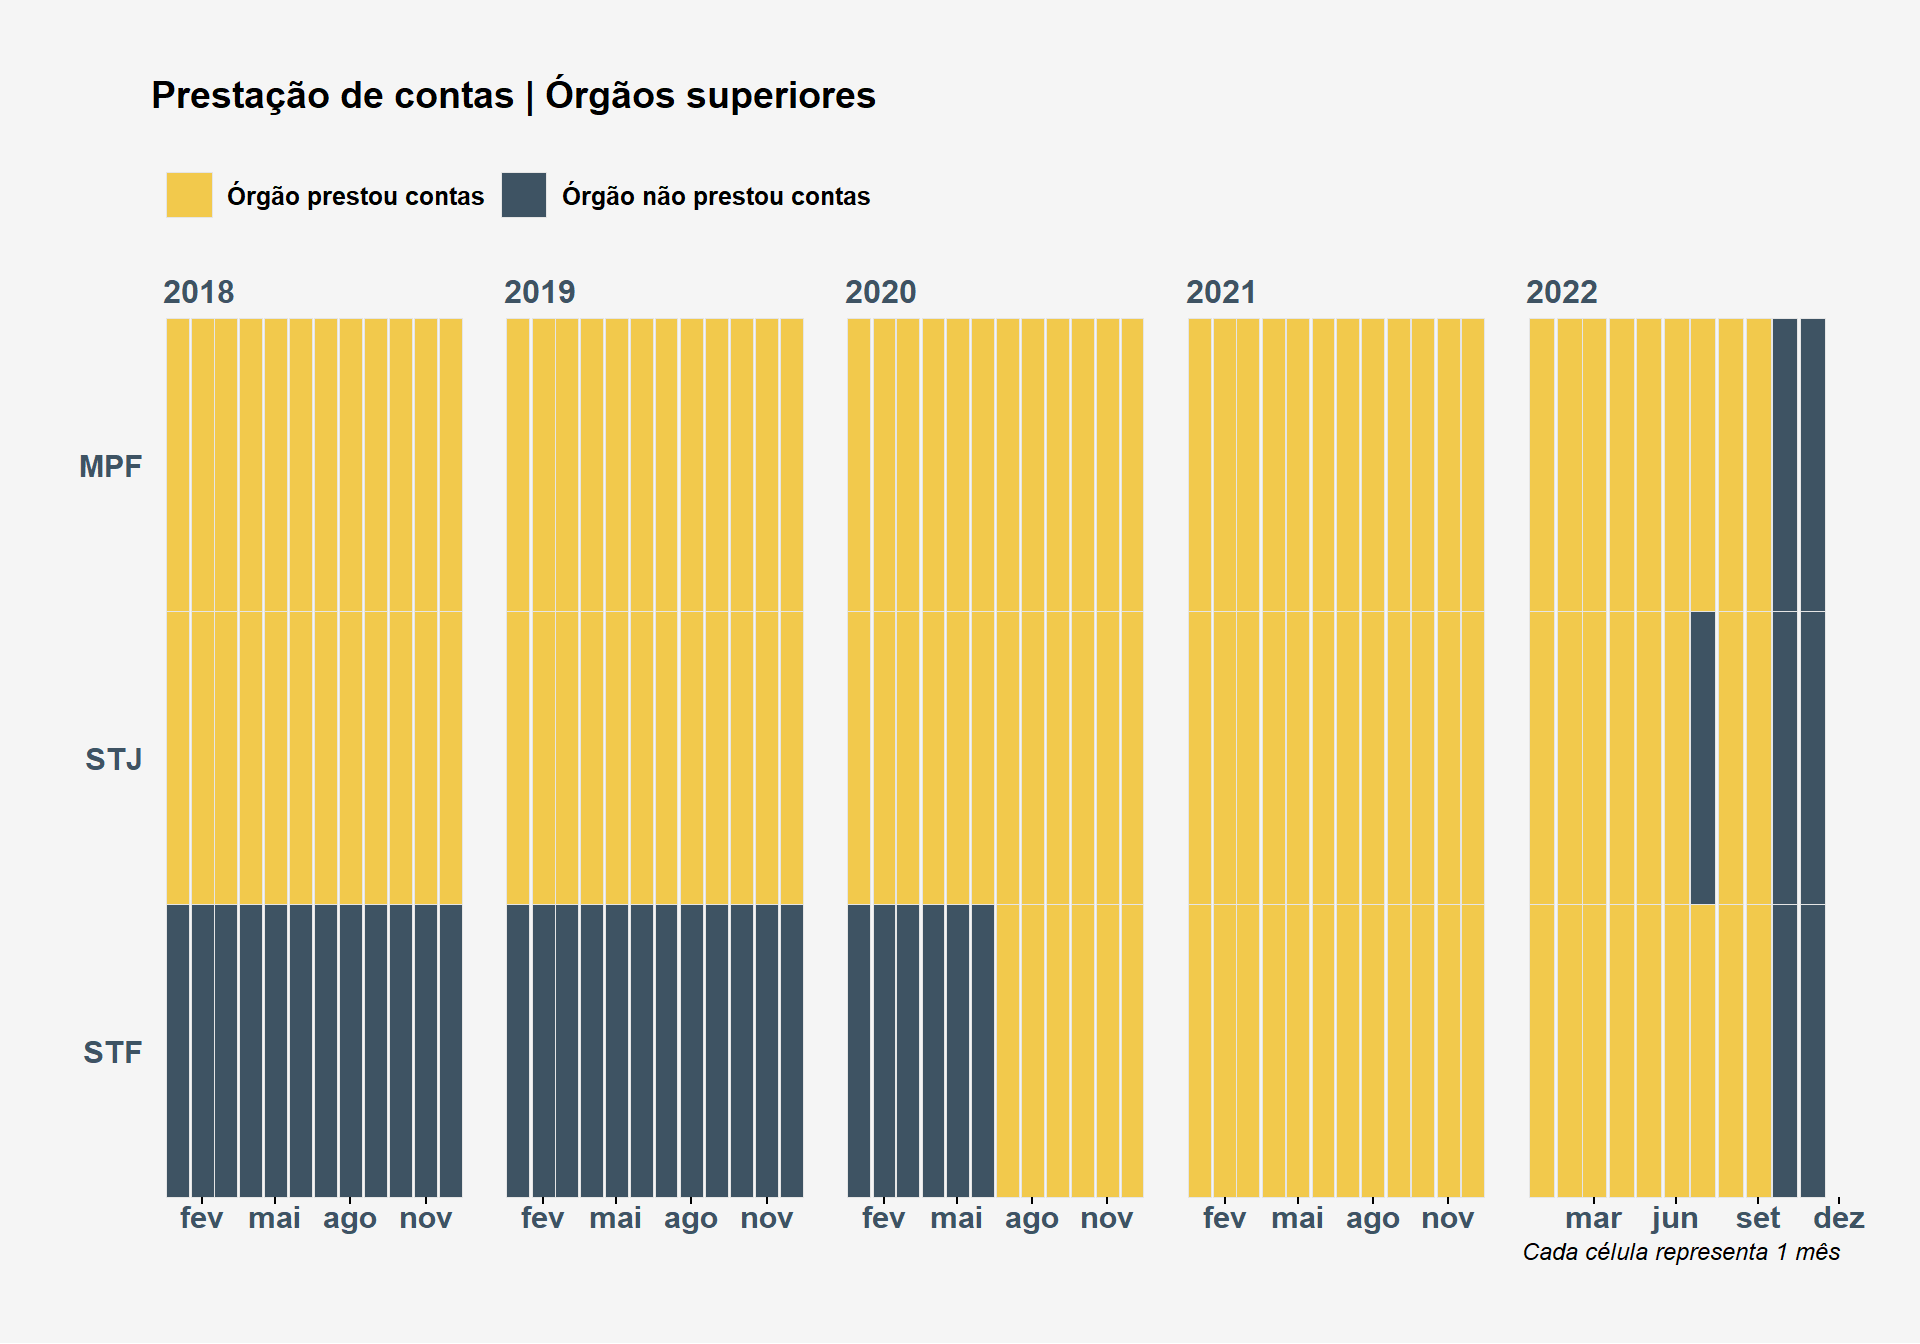 Prestação de contas | Órgãos superiores
Órgão prestou contas Órgão não prestou contas
2018 2019 2020 2021 2022
MPF
STJ
STF
fev mai ago nov fev mai ago nov fev mai ago nov fev mai ago nov mar jun set dez
Cada célula representa 1 mês